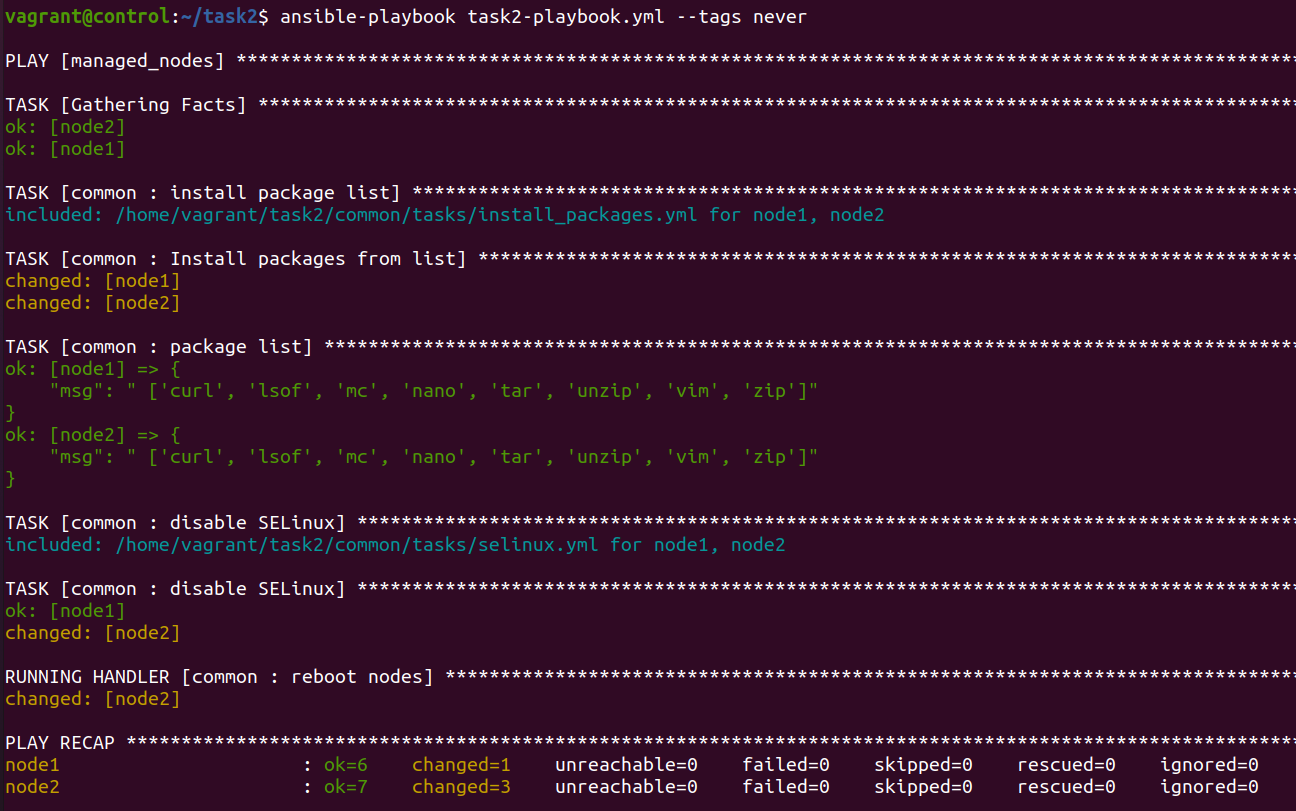 vagrant@control:~/task2$ ansible-playbook task2-playbook.yml --tags never
PLAY [managed_nodes] *************************************************************************************************
TASK [Gathering Facts] ***********************************************************************************************
ok: [node2]
ok: [node1]
TASK [common : install package list] *********************************************************************************
included: /home/vagrant/task2/common/tasks/install_packages.yml for node1, node2
TASK [common : Install packages from list] ***************************************************************************
changed: [node1]
changed: [node2]
TASK [common : package list] *****************************************************************************************
ok: [node1] => {
    "msg": " ['curl', 'lsof', 'mc', 'nano', 'tar', 'unzip', 'vim', 'zip']"
}
ok: [node2] => {
    "msg": " ['curl', 'lsof', 'mc', 'nano', 'tar', 'unzip', 'vim', 'zip']"
}
TASK [common : disable SELinux] **************************************************************************************
included: /home/vagrant/task2/common/tasks/selinux.yml for node1, node2
TASK [common : disable SELinux] **************************************************************************************
ok: [node1]
changed: [node2]
RUNNING HANDLER [common : reboot nodes] ******************************************************************************
changed: [node2]
PLAY RECAP ***********************************************************************************************************
node1                      : ok=6    changed=1    unreachable=0    failed=0    skipped=0    rescued=0    ignored=0
node2                      : ok=7    changed=3    unreachable=0    failed=0    skipped=0    rescued=0    ignored=0